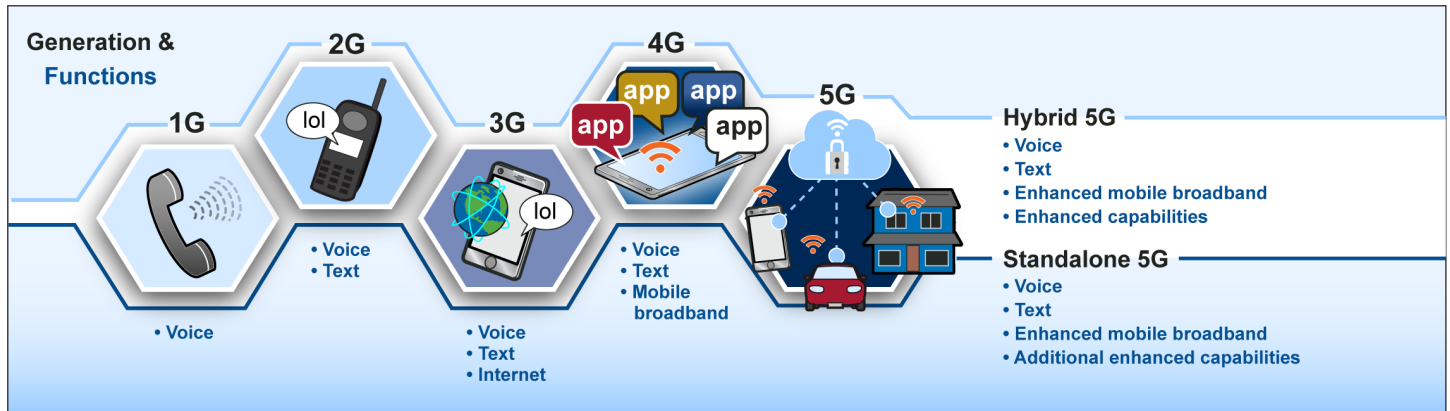 Generation &
Functions
1G
• Voice
2G
lol
• Voice
• Text
3G
lol
• Voice
• Text
• Internet
4G
app
app
app
app
• Voice
• Text
• Mobile
broadband
5G
Hybrid 5G
• Voice
• Text
• Enhanced mobile broadband
• Enhanced capabilities
Standalone 5G
• Voice
• Text
• Enhanced mobile broadband
• Additional enhanced capabilities